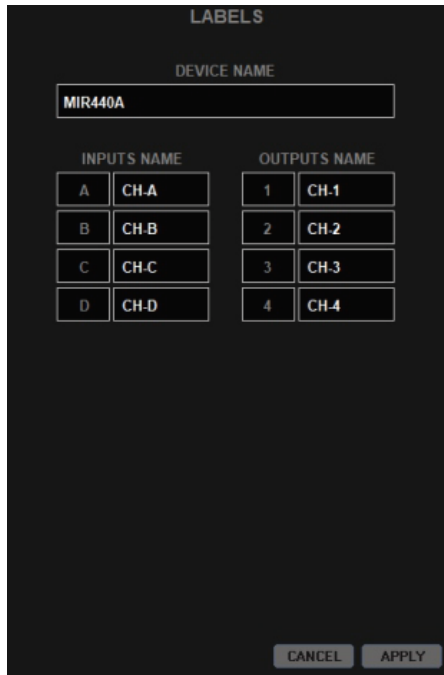 LABELS
DEVICE NAME
MIR440A
INPUTS NAME OUTPUTS NAME
A CH-A 1 CH-1
B CH-B 2 CH-2
C CH-C 3 CH-3
D CH-D 4 CH-4
CANCEL APPLY